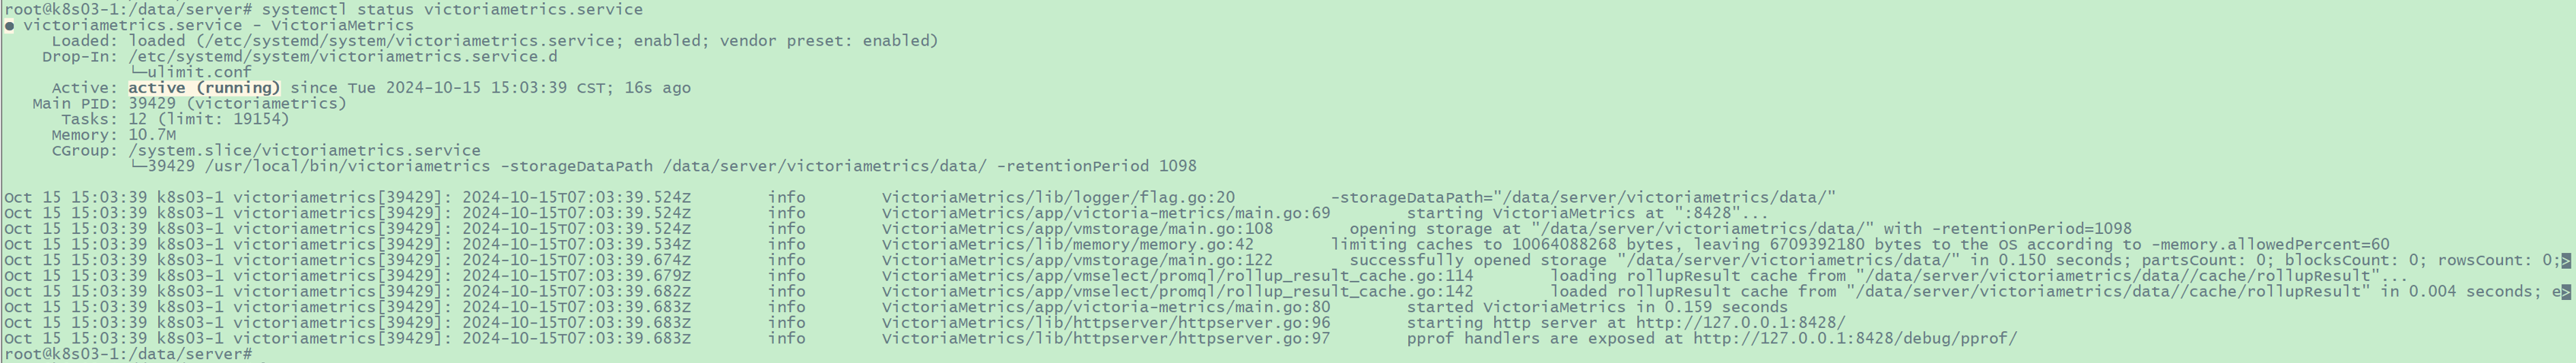 root@k8s03-1:/data/server# systemctl status victoriametrics.service
● victoriametrics.service - VictoriaMetrics
Loaded: loaded (/etc/systemd/system/victoriametrics.service; enabled; vendor preset: enabled)
Drop-In: /etc/systemd/system/victoriametrics.service.d
└─ulimit.conf
Active: active (running) since Tue 2024-10-15 15:03:39 CST; 16s ago
Main PID: 39429 (victoriametrics)
Tasks: 12 (limit: 19154)
Memory: 10.7M
CGroup: /system.slice/victoriametrics.service
└─39429 /usr/local/bin/victoriametrics -storageDataPath /data/server/victoriametrics/data/ -retentionPeriod 1098
Oct 15 15:03:39 k8s03-1 victoriametrics[39429]: 2024-10-15T07:03:39.524Z info VictoriaMetrics/lib/logger/flag.go:20 -storageDataPath="/data/server/victoriametrics/data/"
Oct 15 15:03:39 k8s03-1 victoriametrics[39429]: 2024-10-15T07:03:39.524Z info VictoriaMetrics/app/victoria-metrics/main.go:69 starting VictoriaMetrics at ":8428"...
Oct 15 15:03:39 k8s03-1 victoriametrics[39429]: 2024-10-15T07:03:39.524Z info VictoriaMetrics/app/vmstorage/main.go:108 opening storage at "/data/server/victoriametrics/data/" with -retentionPeriod=1098
Oct 15 15:03:39 k8s03-1 victoriametrics[39429]: 2024-10-15T07:03:39.534Z info VictoriaMetrics/lib/memory/memory.go:42 limiting caches to 10064088268 bytes, leaving 6709392180 bytes to the OS according to -memory.allowedPercent=60
Oct 15 15:03:39 k8s03-1 victoriametrics[39429]: 2024-10-15T07:03:39.674Z info VictoriaMetrics/app/vmstorage/main.go:122 successfully opened storage "/data/server/victoriametrics/data/" in 0.150 seconds; partsCount: 0; blocksCount: 0; rowsCount: 0;>
Oct 15 15:03:39 k8s03-1 victoriametrics[39429]: 2024-10-15T07:03:39.679Z info VictoriaMetrics/app/vmselect/promql/rollup_result_cache.go:114 loading rollupResult cache from "/data/server/victoriametrics/data//cache/rollupResult"...
Oct 15 15:03:39 k8s03-1 victoriametrics[39429]: 2024-10-15T07:03:39.682Z info VictoriaMetrics/app/vmselect/promql/rollup_result_cache.go:142 loaded rollupResult cache from "/data/server/victoriametrics/data//cache/rollupResult" in 0.004 seconds; e>
Oct 15 15:03:39 k8s03-1 victoriametrics[39429]: 2024-10-15T07:03:39.683Z info VictoriaMetrics/app/victoria-metrics/main.go:80 started VictoriaMetrics in 0.159 seconds
Oct 15 15:03:39 k8s03-1 victoriametrics[39429]: 2024-10-15T07:03:39.683Z info VictoriaMetrics/lib/httpserver/httpserver.go:96 starting http server at http://127.0.0.1:8428/
Oct 15 15:03:39 k8s03-1 victoriametrics[39429]: 2024-10-15T07:03:39.683Z info VictoriaMetrics/lib/httpserver/httpserver.go:97 pprof handlers are exposed at http://127.0.0.1:8428/debug/pprof/
root@k8s03-1:/data/server#